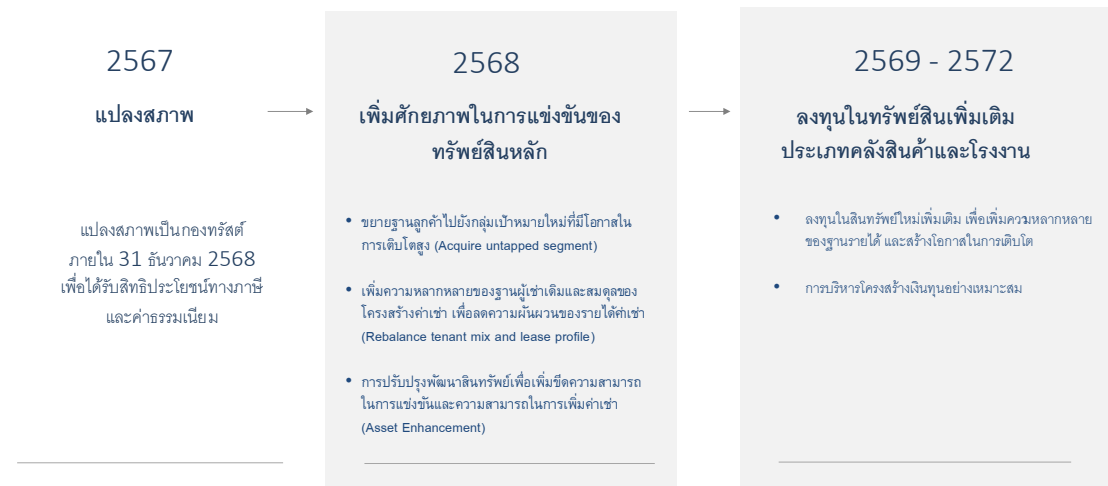 2567
แปลงสภาพ
แปลงสภาพเป็นกองทรัสต์
ภายใน 31 ธันวาคม 2568
เพื่อได้รับสิทธิประโยชน์ทางภาษี
และค่าธรรมเนียม
2568
เพิ่มศักยภาพในการแข่งขันของ
ทรัพย์สินหลัก
• ขยายฐานลูกค้าไปยังกลุ่มเป้าหมายใหม่ที่มีโอกาสใน
การเติบโตสูง (Acquire untapped segment)
• เพิ่มความหลากหลายของฐานผู้เช่าเดิมและสมดุลของ
โครงสร้างค่าเช่า เพื่อลดความผันผวนของรายได้ค่าเช่า
(Rebalance tenant mix and lease profile)
• การปรับปรุงพัฒนาสินทรัพย์เพื่อเพิ่มขีดความสามารถ
ในการแข่งขันและความสามารถในการเพิ่มค่าเช่า
(Asset Enhancement)
2569 - 2572
ลงทุนในทรัพย์สินเพิ่มเติม
ประเภทคลังสินค้าและโรงงาน
• ลงทุนในสินทรัพย์ใหม่เพิ่มเติม เพื่อเพิ่มความหลากหลาย
ของฐานรายได้ และสร้างโอกาสในการเติบโต
• การบริหารโครงสร้างเงินทุนอย่างเหมาะสม